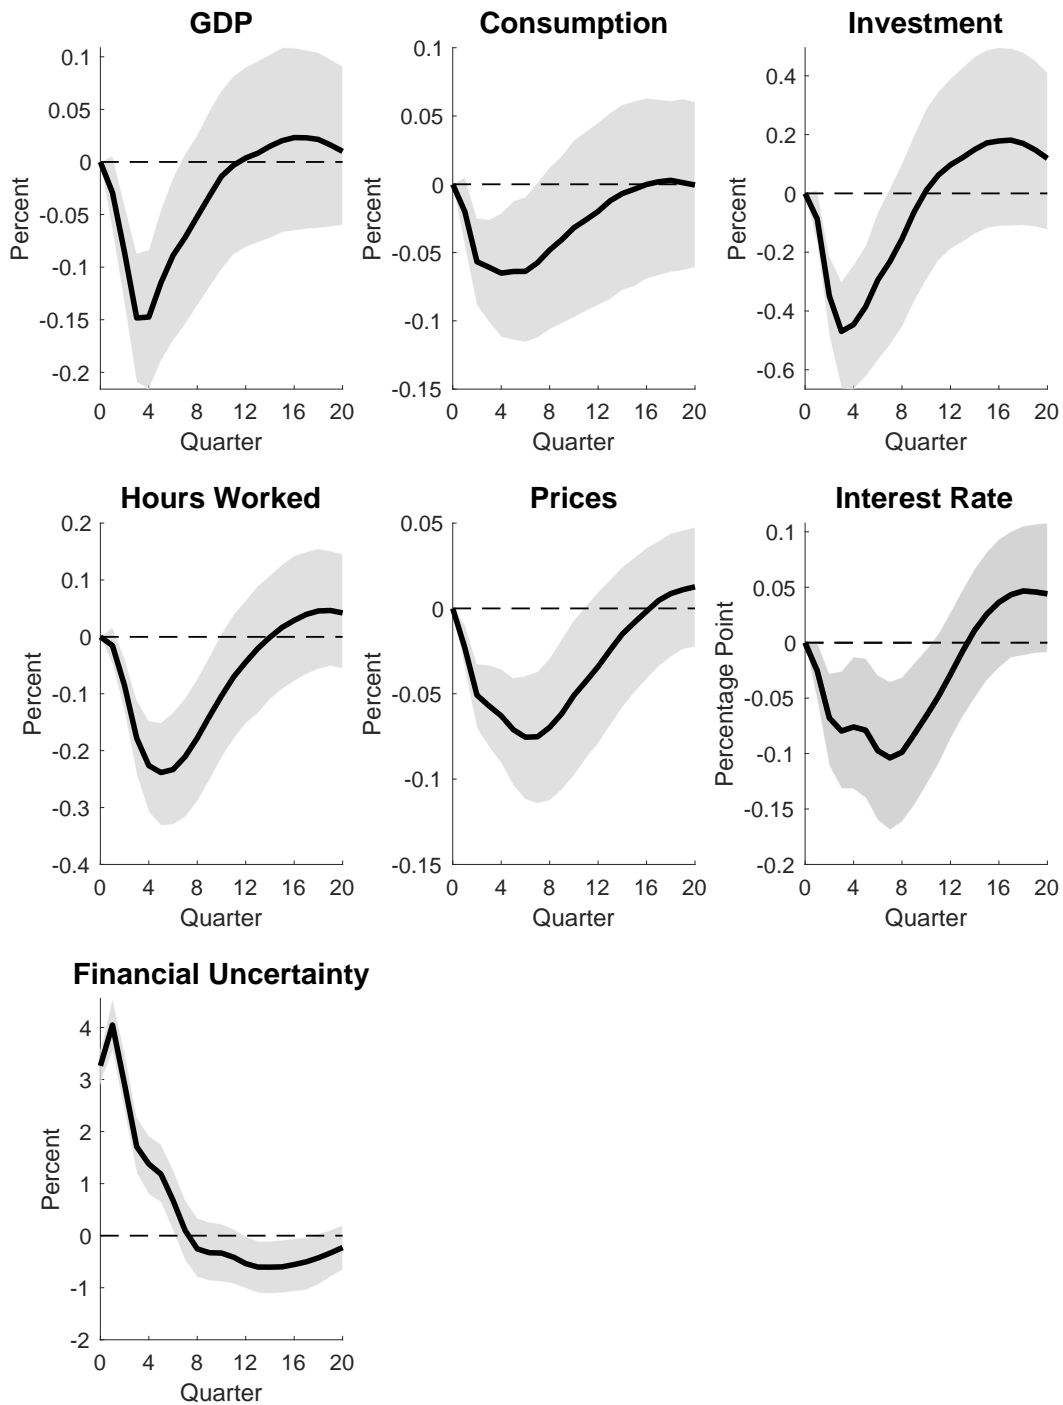 GDP
Percent
0.1
0.05
0
-0.05
-0.1
-0.15
-0.2
0 4 8 12 16 20
Quarter
Consumption
Percent
0.1
0.05
0
-0.05
-0.1
-0.15
0 4 8 12 16 20
Quarter
Investment
Percent
0.4
0.2
0
-0.2
-0.4
-0.6
0 4 8 12 16 20
Quarter
Hours Worked
Percent
0.2
0.1
0
-0.1
-0.2
-0.3
-0.4
0 4 8 12 16 20
Quarter
Prices
Percent
0.05
0
-0.05
-0.1
-0.15
0 4 8 12 16 20
Quarter
Interest Rate
Percentage Point
0.1
0.05
0
-0.05
-0.1
-0.15
-0.2
0 4 8 12 16 20
Quarter
Financial Uncertainty
Percent
4
3
2
1
0
-1
-2
0 4 8 12 16 20
Quarter